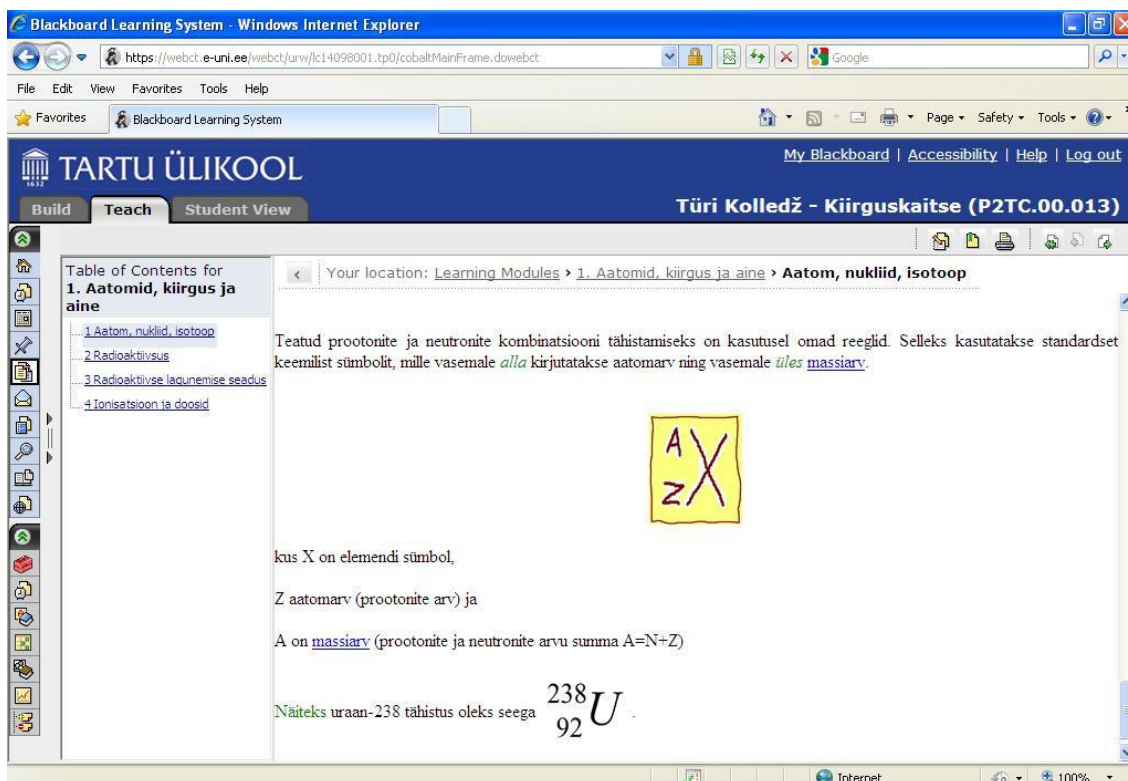 Blackboard Learning System - Windows Internet Explorer
https://webct.e-uni.ee/webct/urw/lc14098001.tp0/cobaltMainFrame.dowebct
Google
File Edit View Favorites Tools Help
Favorites Blackboard Learning System Page Safety Tools
TARTU ÜLIKOOL
1632
My Blackboard | Accessibility | Help | Log out
Build Teach Student View
Türi Kolledž - Kiirguskaitse (P2TC.00.013)
Table of Contents for
1. Aatomid, kiirgus ja
aine
1 Aatom, nukliid, isotoop
2 Radioaktiivsus
3 Radioaktiivse lagunemise seadus
4 Ionisatsioon ja doosid
Your location: Learning Modules › 1. Aatomid, kiirgus ja aine › Aatom, nukliid, isotoop
Teatud prootonite ja neutronite kombinatsiooni tähistamiseks on kasutusel omad reeglid. Selleks kasutatakse standardset
keemilist sümbolit, mille vasemale alla kirjutatakse aatomarv ning vasemale üles massiarv.
A
Z X
kus X on elemendi sümbol,
Z aatomarv (prootonite arv) ja
A on massiarv (prootonite ja neutronite arvu summa A=N+Z)
Näiteks uraan-238 tähistus oleks seega 238 92 U .
Internet 100%